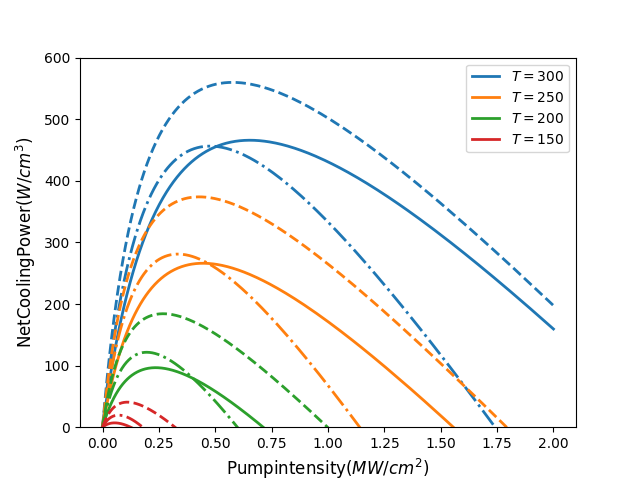 600
500
400
300
200
100
0
NetCoolingPower(W/cm³)
T = 300
T = 250
T = 200
T = 150
0.00 0.25 0.50 0.75 1.00 1.25 1.50 1.75 2.00
Pumpintensity(MW/cm²)